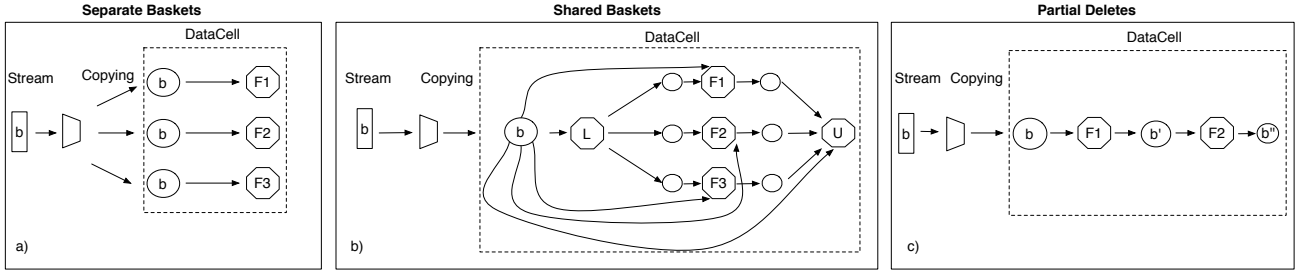 Separate Baskets
DataCell
Stream
Copying
b
b
F1
b
F2
b
F3
a)
Shared Baskets
DataCell
Stream
Copying
b
b
L
F1
F2
F3
U
b)
Partial Deletes
DataCell
Stream
Copying
b
b
F1
b'
F2
b"
c)